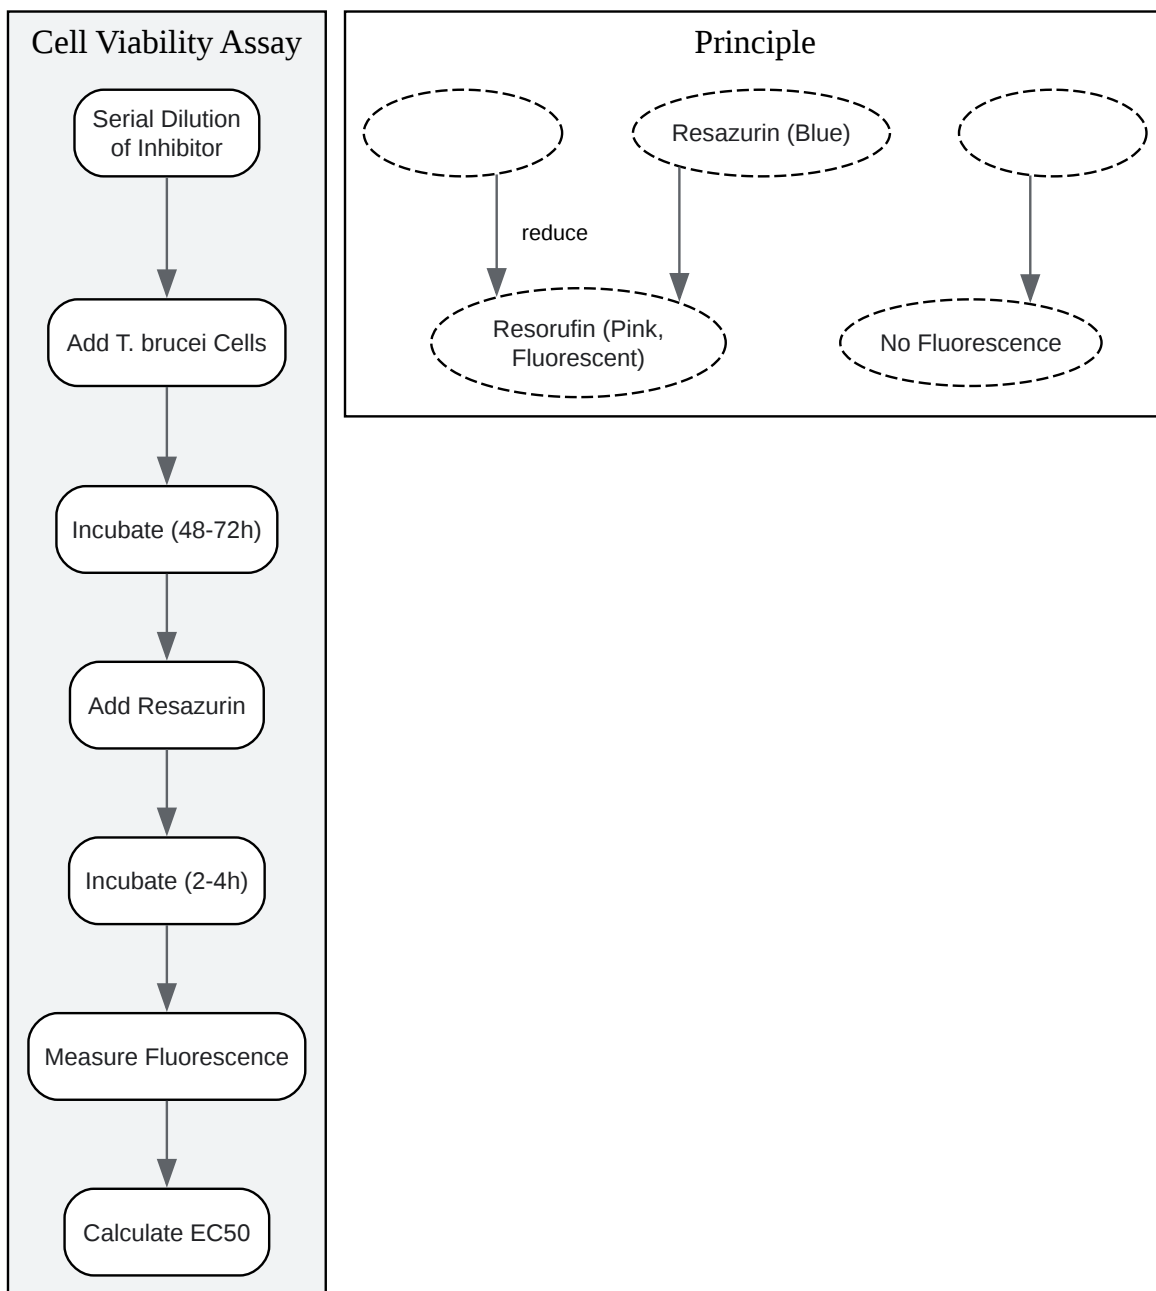 Cell Viability Assay
Serial Dilution
of Inhibitor
Add T. brucei Cells
Incubate (48-72h)
Add Resazurin
Incubate (2-4h)
Measure Fluorescence
Calculate EC50
Principle
Resazurin (Blue)
reduce
Resorufin (Pink,
Fluorescent)
No Fluorescence